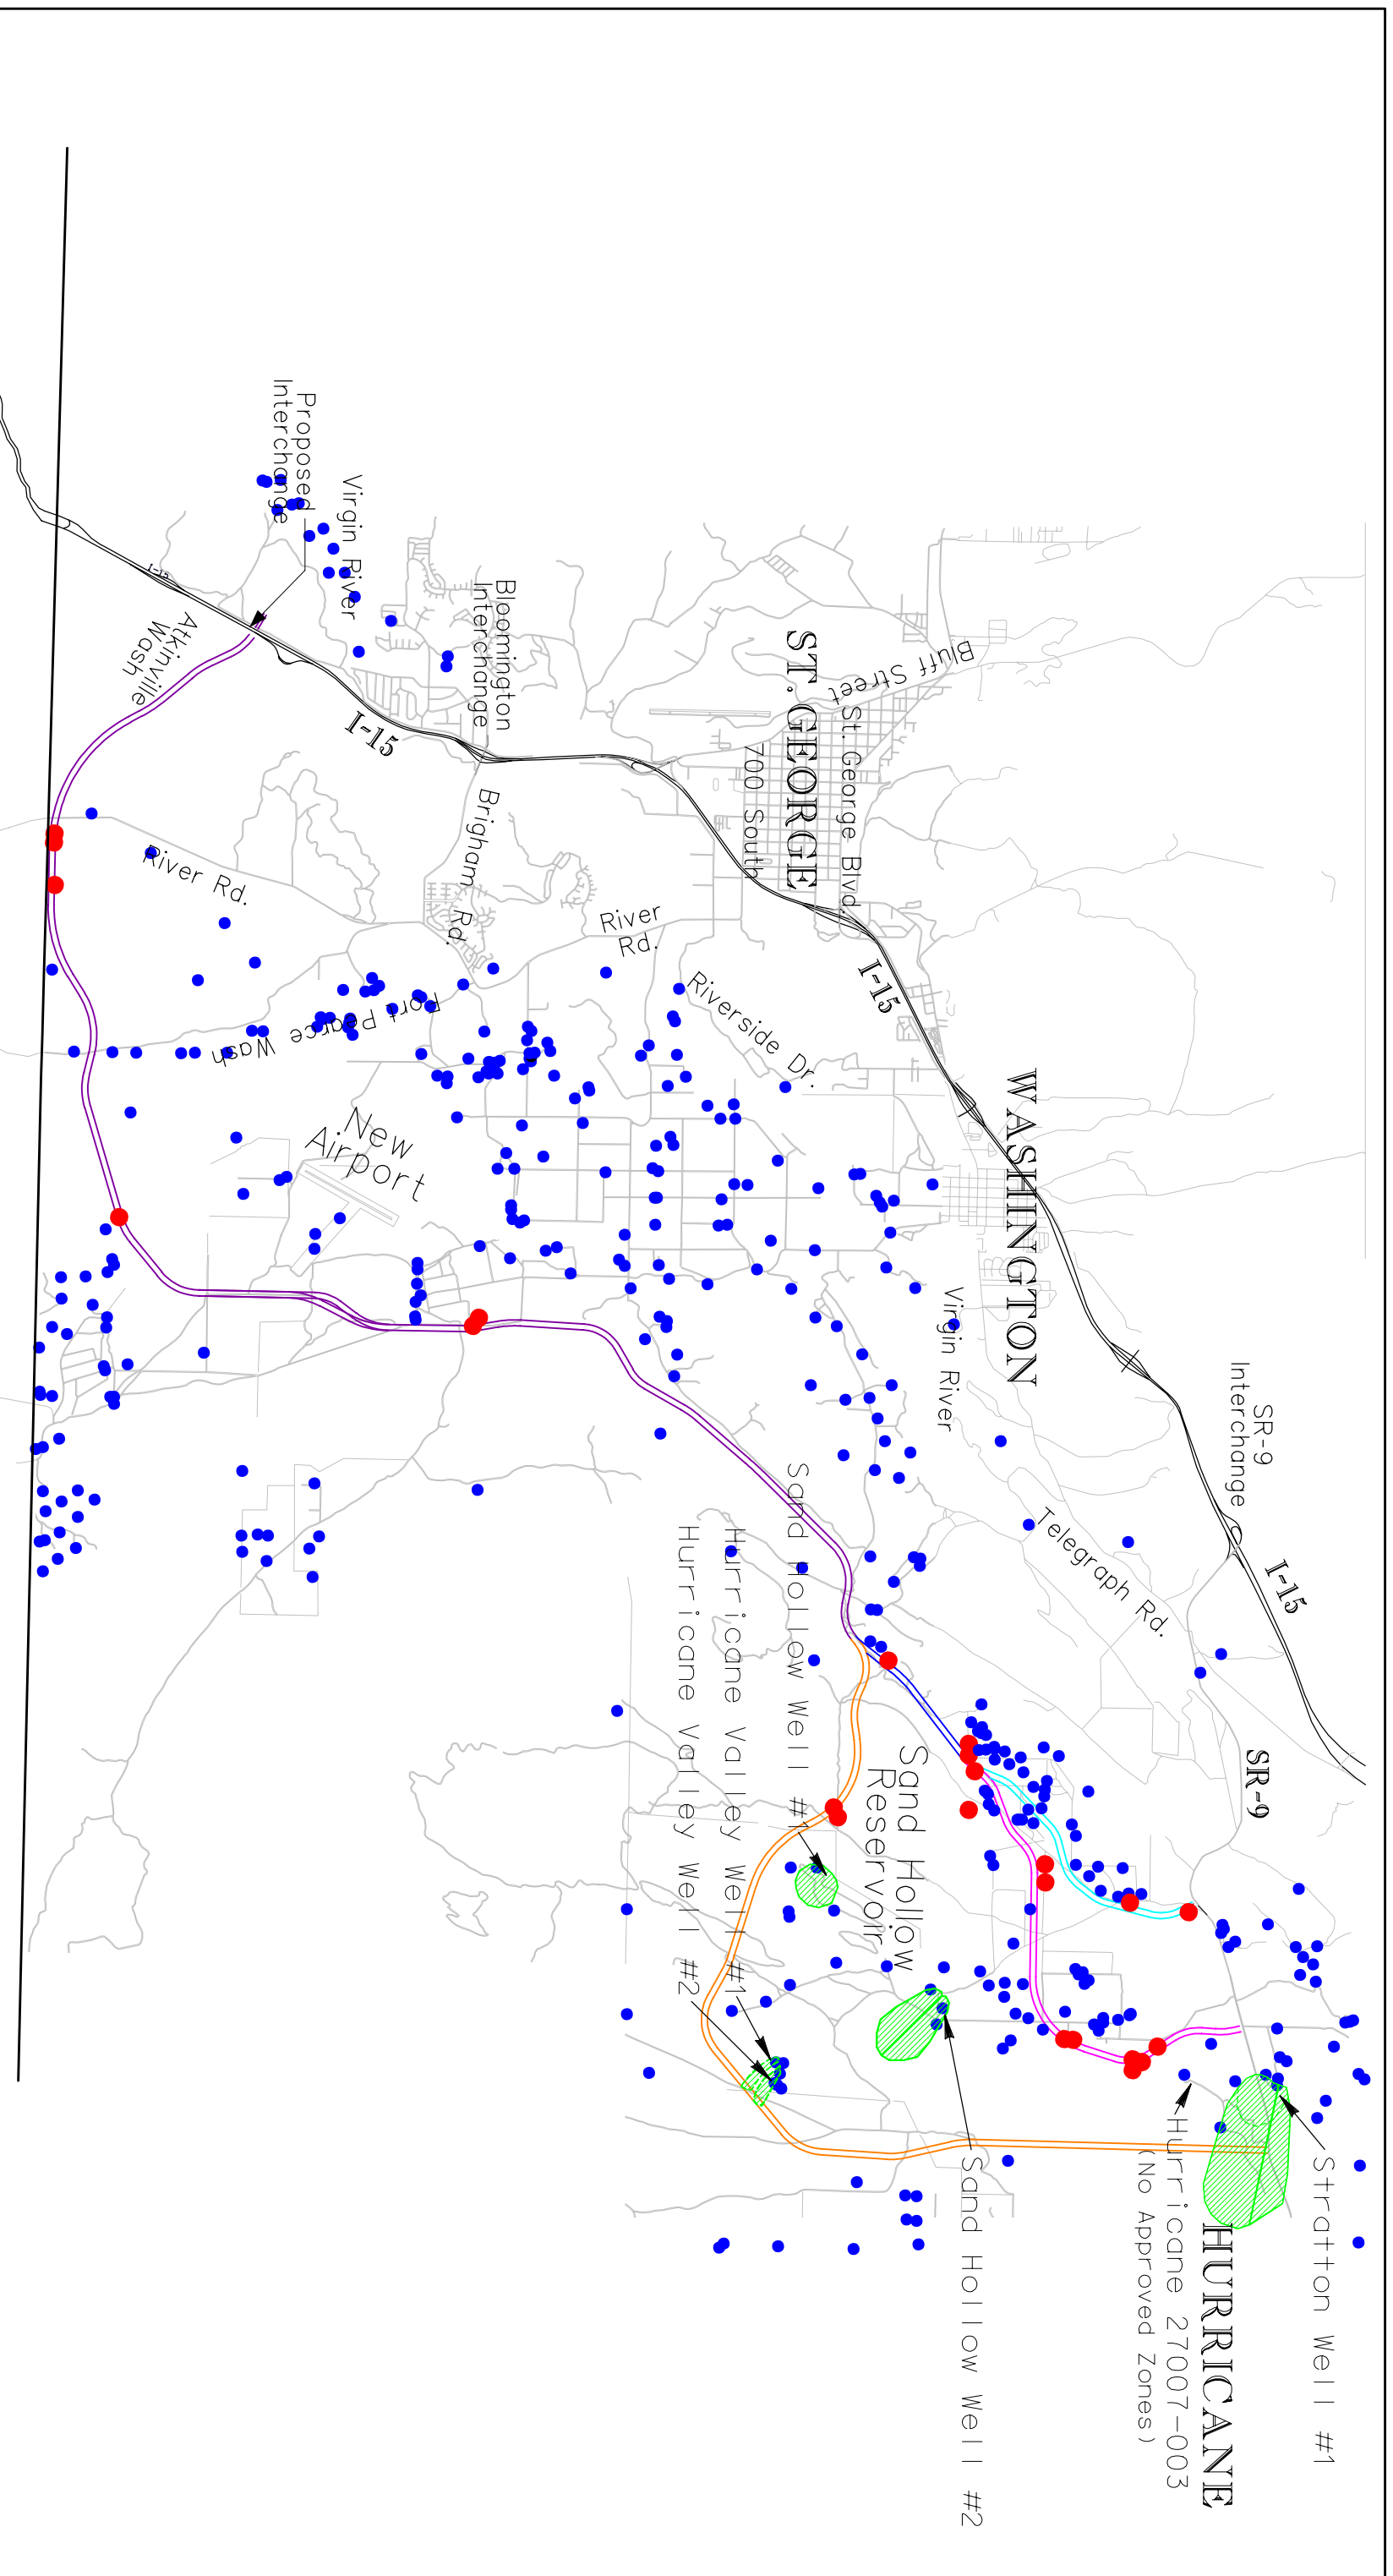 Stratton Well #1
SR-9
Interchange
I-15
SR-9
HURRICANE
Hurricane 27007-003
(No Approved Zones)
Telegraph Rd.
WASHINGTON
Virgin River
Sand Hollow Well #2
Sand Hollow
Reservoir
I-15
Bluff Street
St.George Blvd.
ST.GEORGE
700 South
Riverside Dr.
Sand Hollow Well #1
Hurricane Valley Well #1
Hurricane Valley Well #2
River
Rd.
Bloomington
Interchange
Brigham Rd.
Fort Pearce Wash
New
Airport
I-15
Virgin River
Proposed
Interchange
River Rd.
Atkinville
Wash
I-15